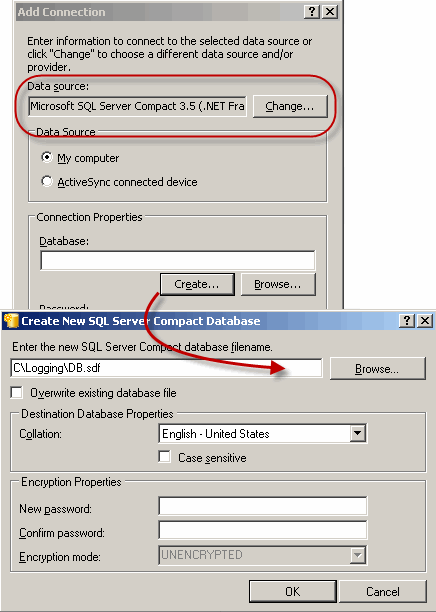 Add Connection
Enter information to connect to the selected data source or
click "Change" to choose a different data source and/or
provider.
Data source:
Microsoft SQL Server Compact 3.5 (.NET Fra
Change...
Data Source
My computer
ActiveSync connected device
Connection Properties
Database:
Create...
Browse...
Create New SQL Server Compact Database
Enter the new SQL Server Compact database filename.
C\Logging\DB.sdf
Browse...
Overwrite existing database file
Destination Database Properties
Collation:
English - United States
Case sensitive
Encryption Properties
New password:
Confirm password:
Encryption mode:
UNENCRYPTED
OK
Cancel